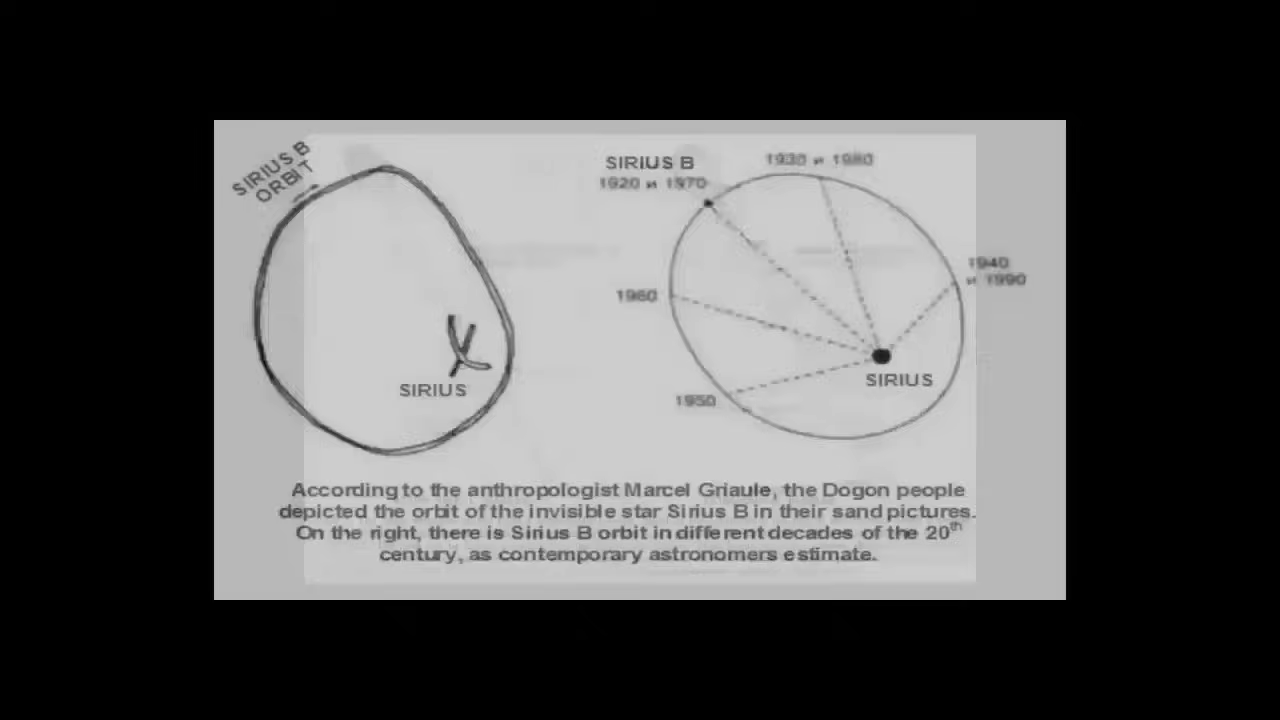 SIRIUS B
ORBIT
SIRIUS
SIRIUS B
1920 и 1970
1930 и 1980
1940
и 1990
1960
SIRIUS
1950
According to the anthropologist Marcel Griaule, the Dogon people
depicted the orbit of the invisible star Sirius B in their sand pictures.
On the right, there is Sirius B orbit in different decades of the 20th
century, as contemporary astronomers estimate.